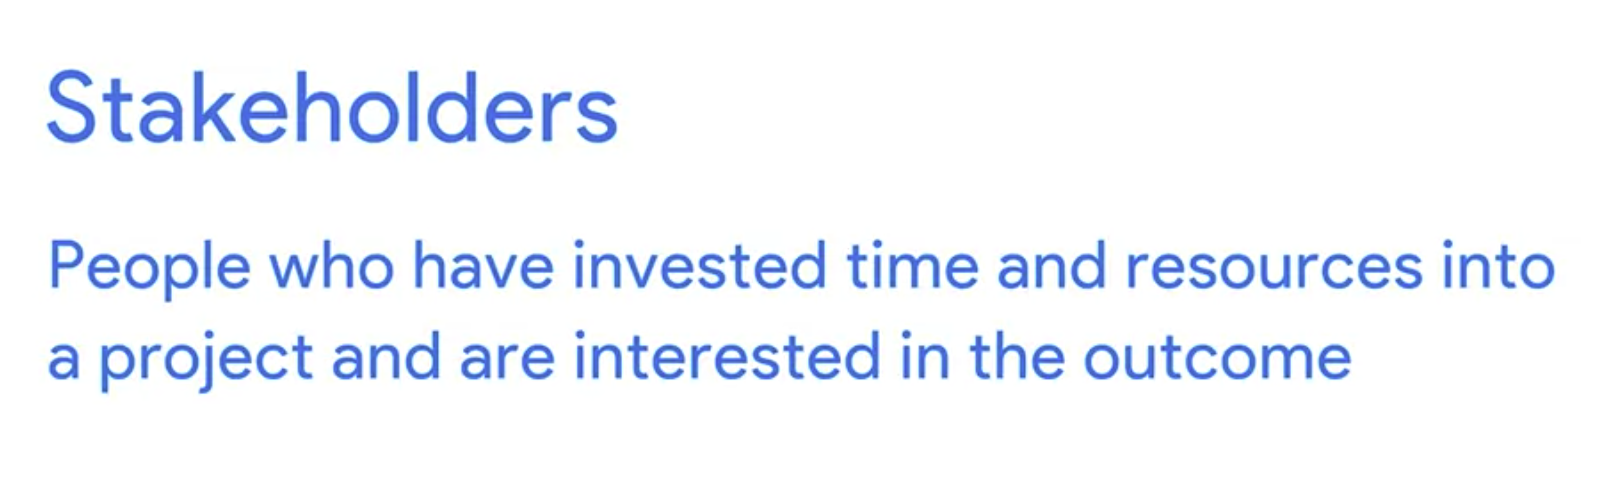 Stakeholders
People who have invested time and resources into
a project and are interested in the outcome